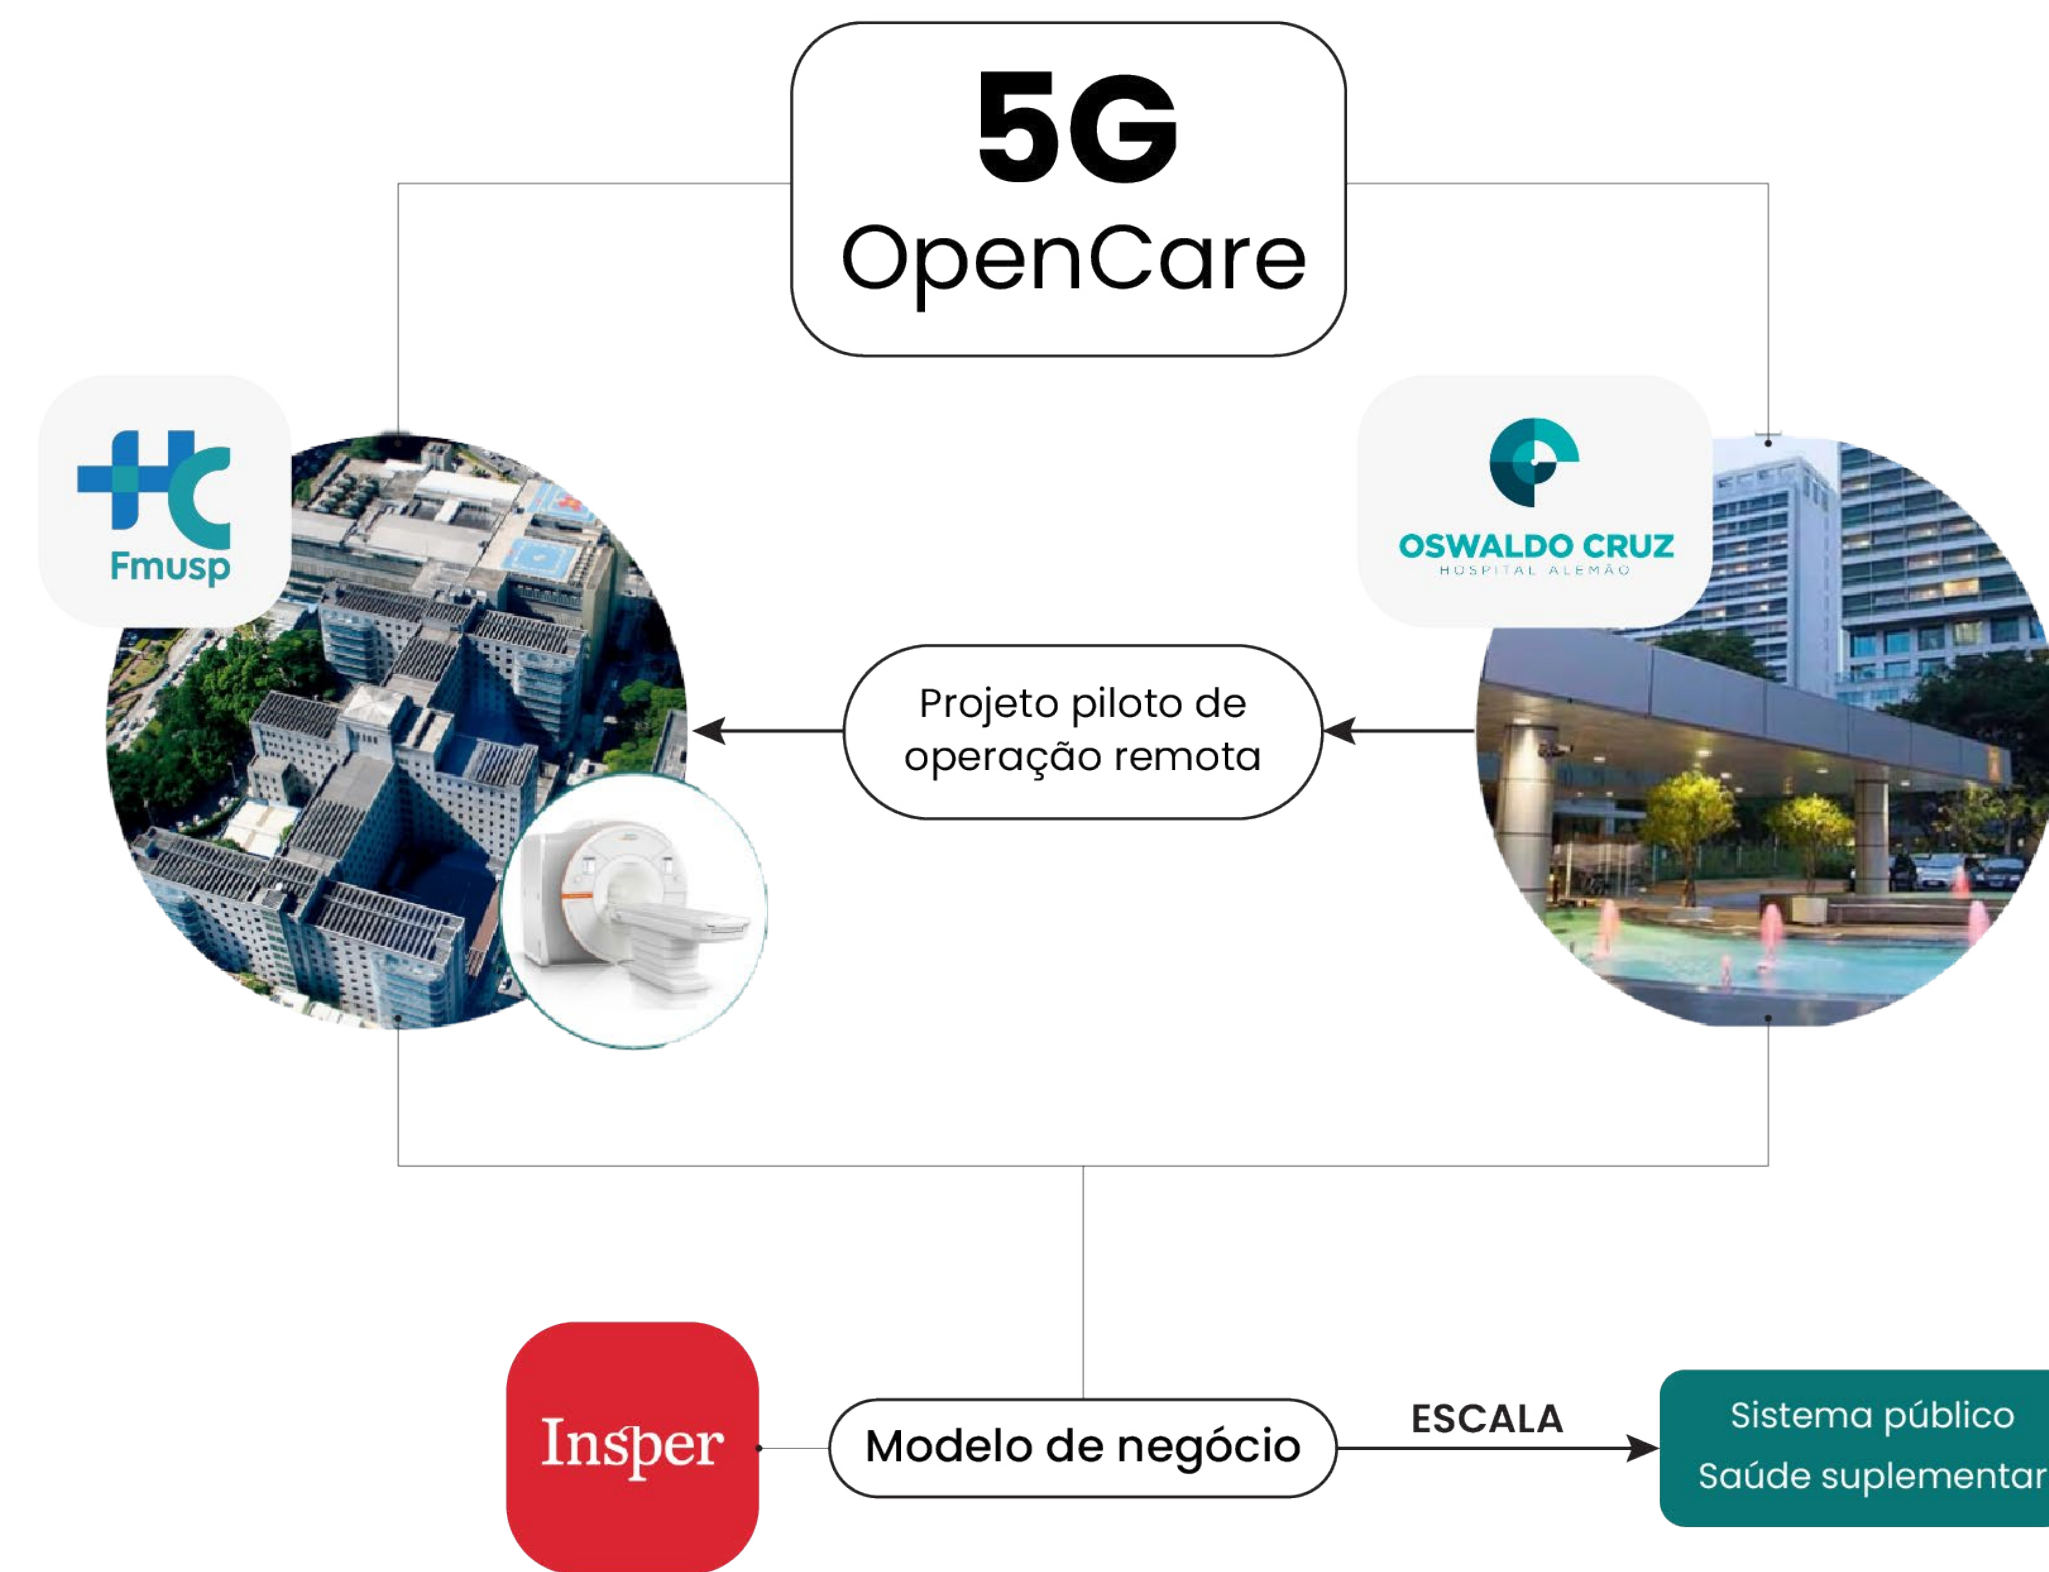 5G
OpenCare
HC
Fmusp
OSWALDO CRUZ
HOSPITAL ALEMÃO
Projeto piloto de
operação remota
Insper
Modelo de negócio
ESCALA
Sistema público
Saúde suplementar